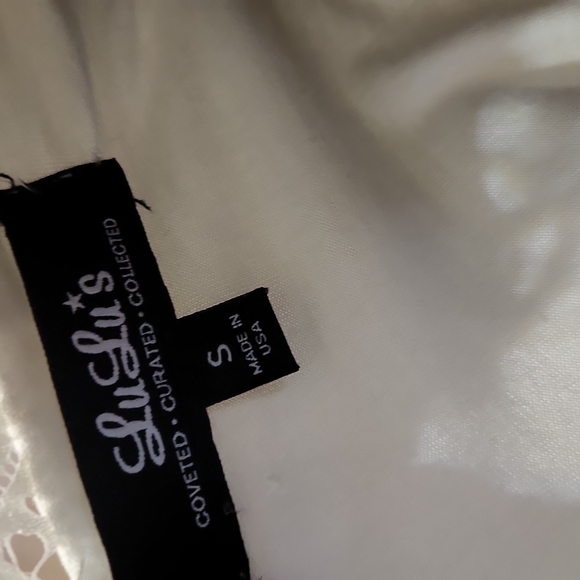 LuLu*s
COVETED • CURATED • COLLECTED
S
MADE IN
USA